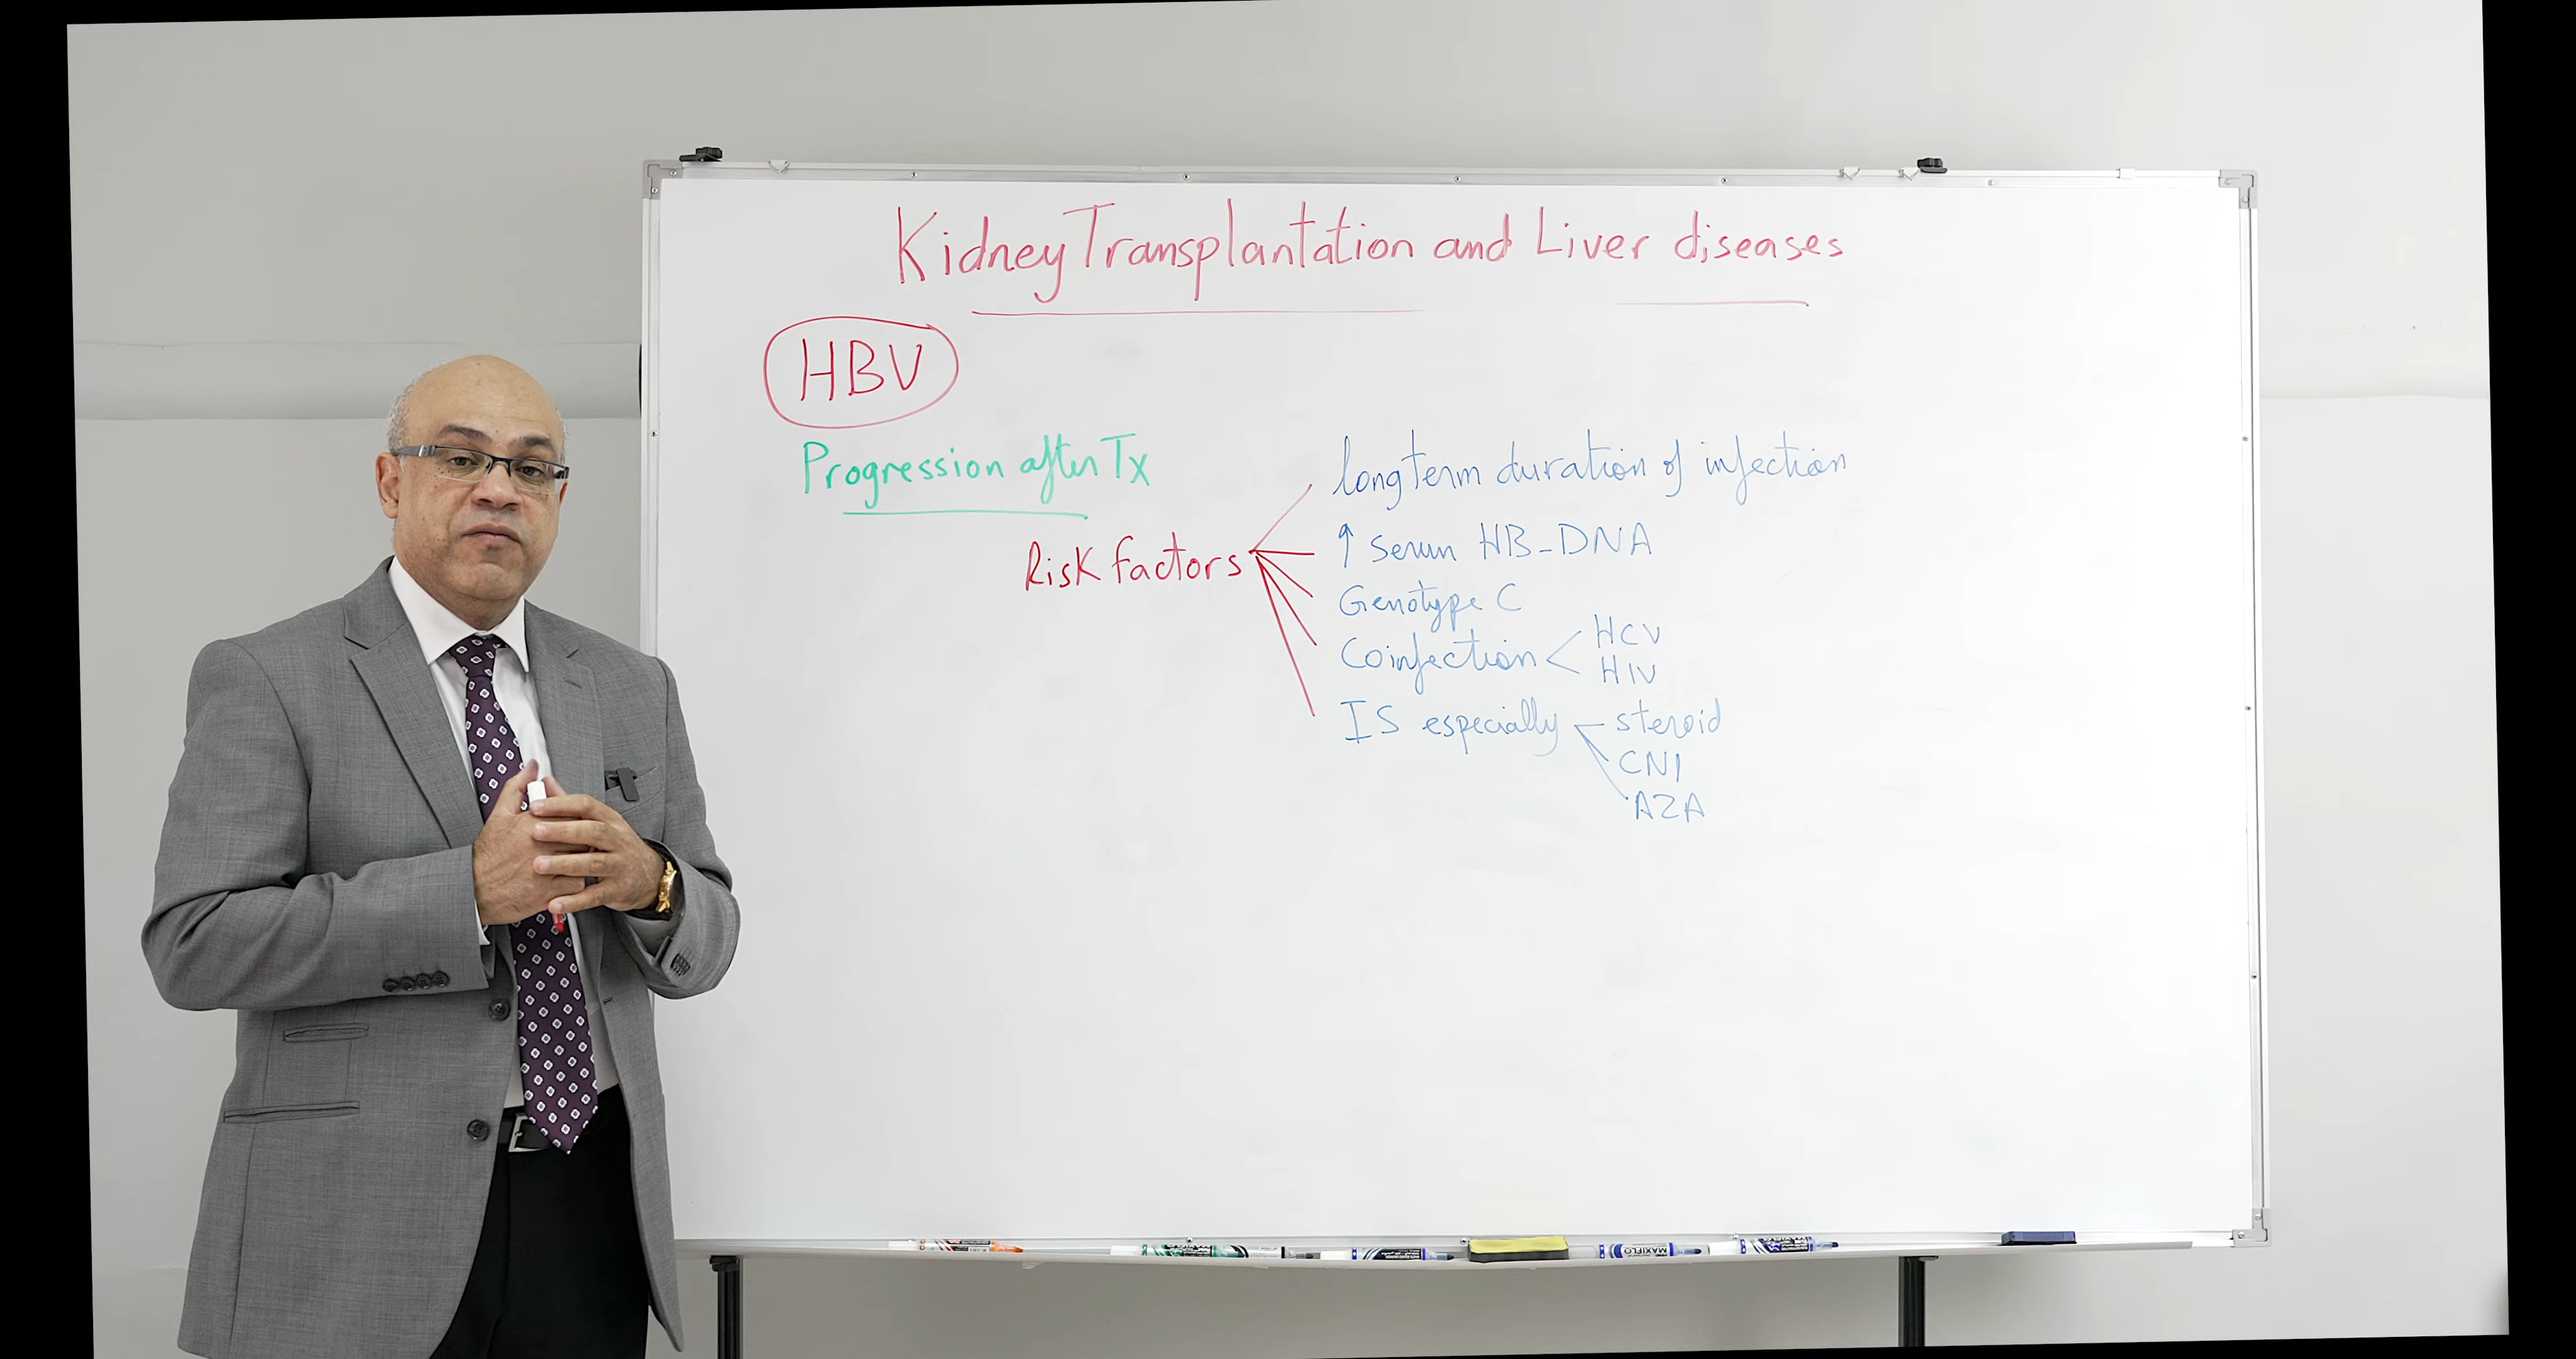 Kidney Transplantation and Liver diseases
HBV
Progression after Tx
Risk factors
long term duration of infection
↑ serum HB-DNA
Genotype C
Coinfection
HCV
HIV
IS especially
steroid
CNI
AZA
MAXIFLO